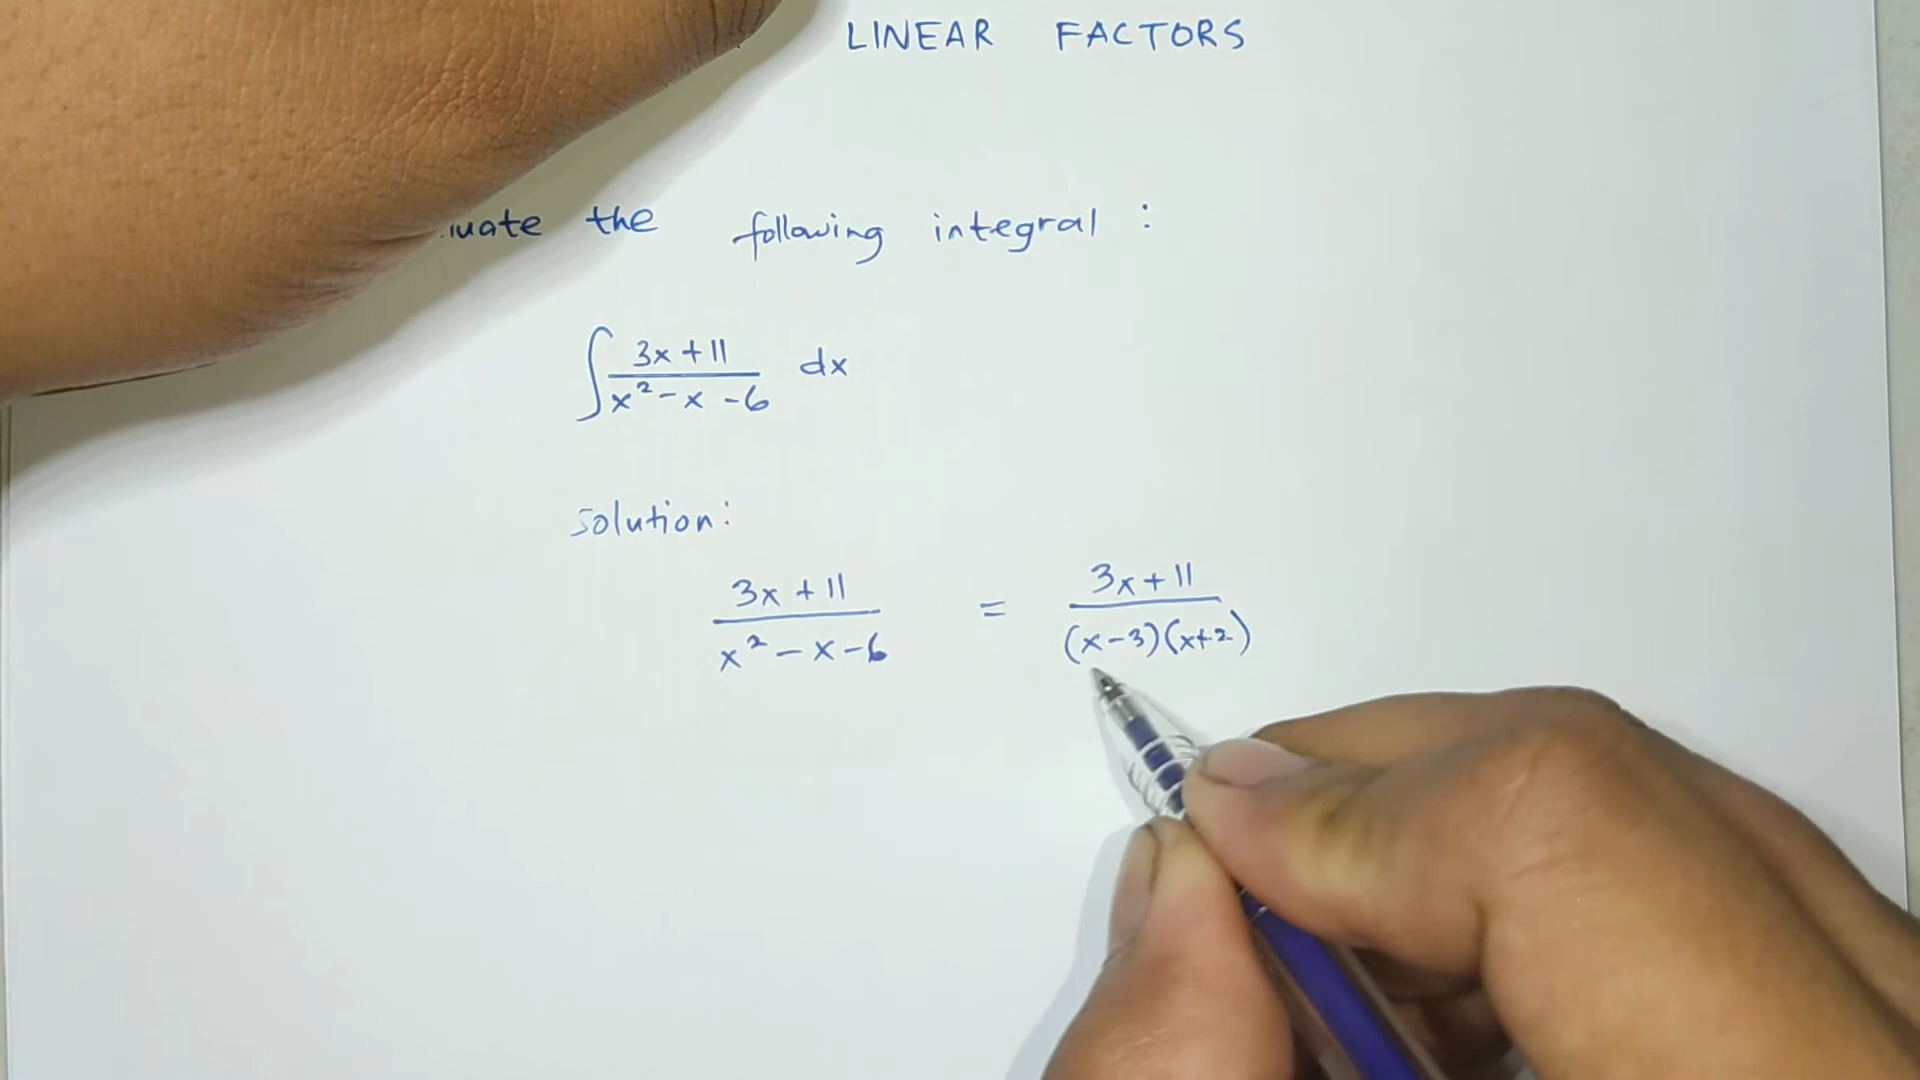 LINEAR FACTORS
the following integral :
∫ (3x + 11)/(x² - x - 6) dx
Solution:
(3x + 11)/(x² - x - 6) = (3x + 11)/((x-3)(x+2))